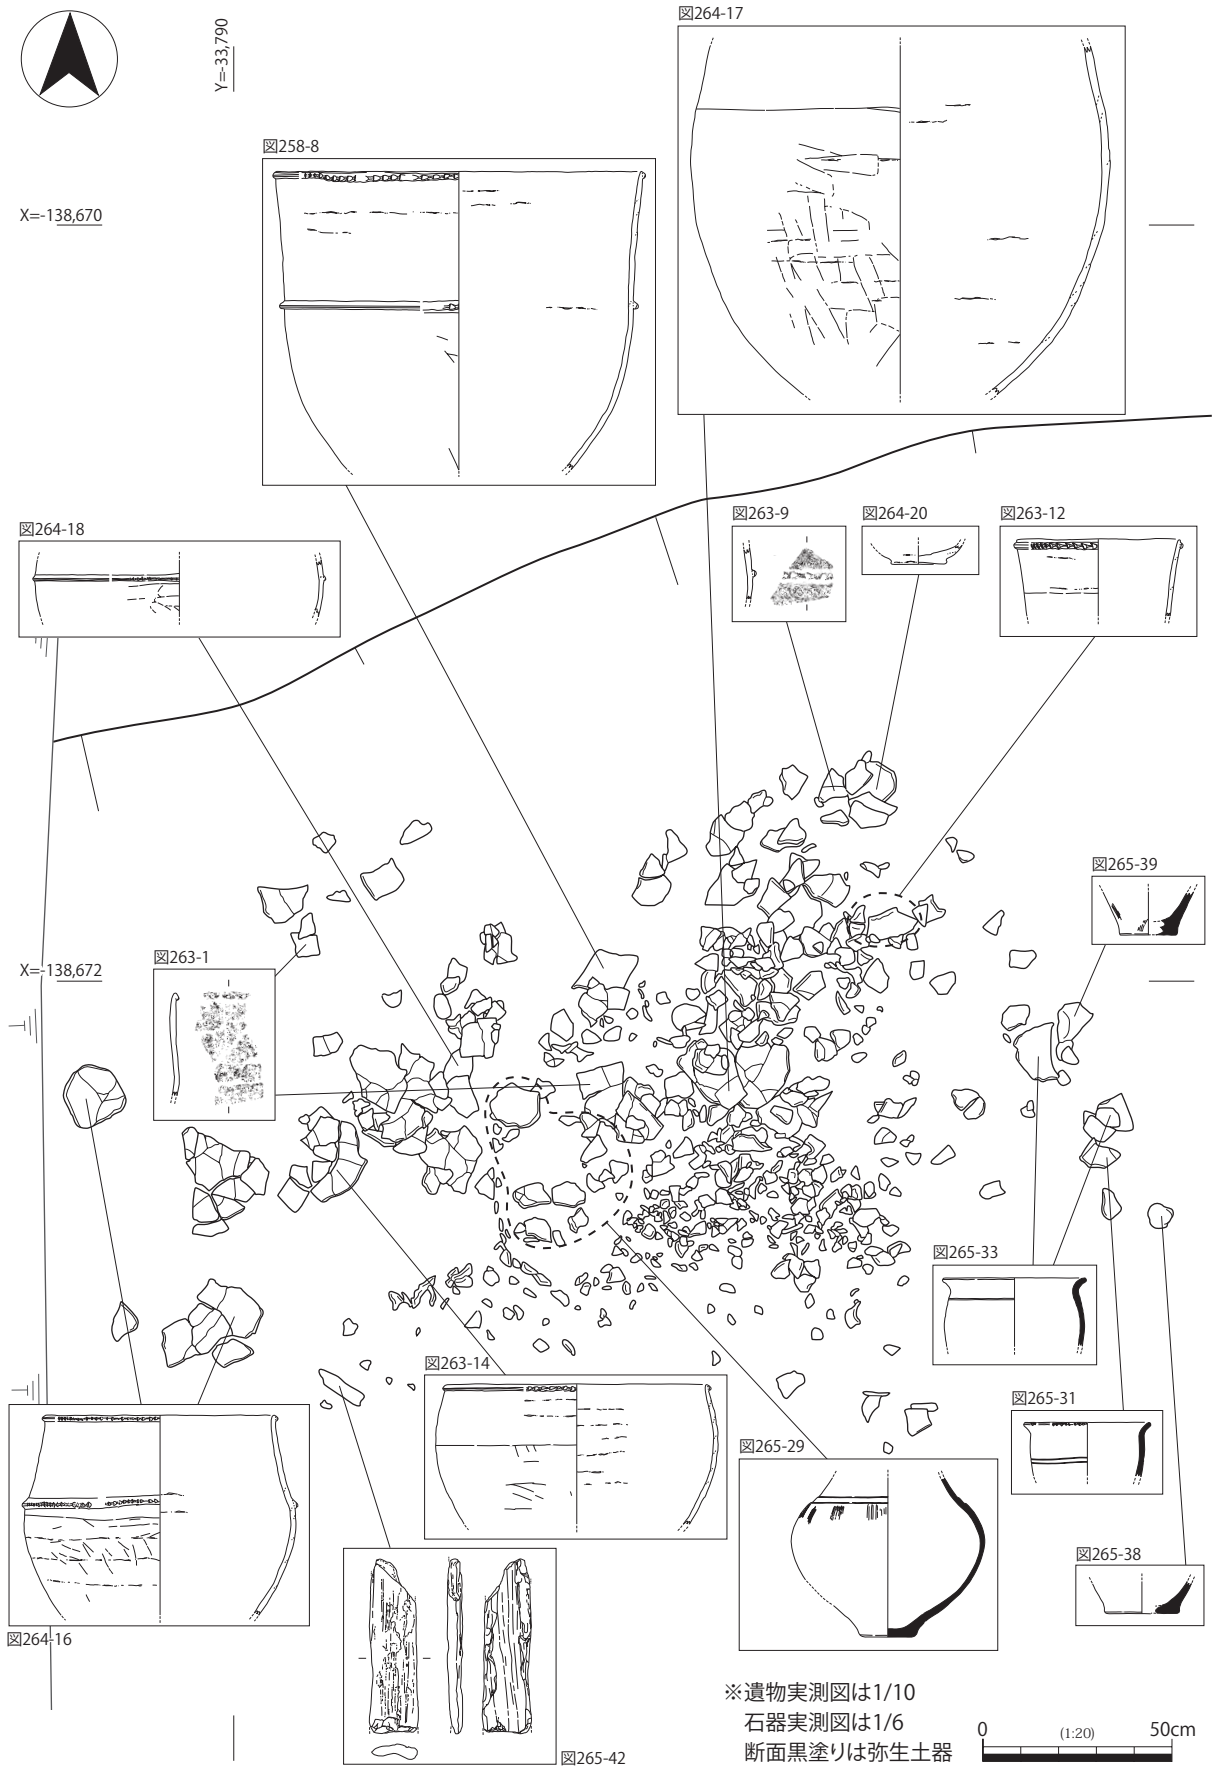 図264-17
Y=-33,790
図258-8
X=-138,670
図264-18
図263-9
図264-20
図263-12
図265-39
図263-1
X=-138,672
図265-33
図263-14
図265-31
図265-29
図265-38
図264-16
図265-42
※遺物実測図は1/10
石器実測図は1/6
断面黒塗りは弥生土器
0 (1:20) 50cm